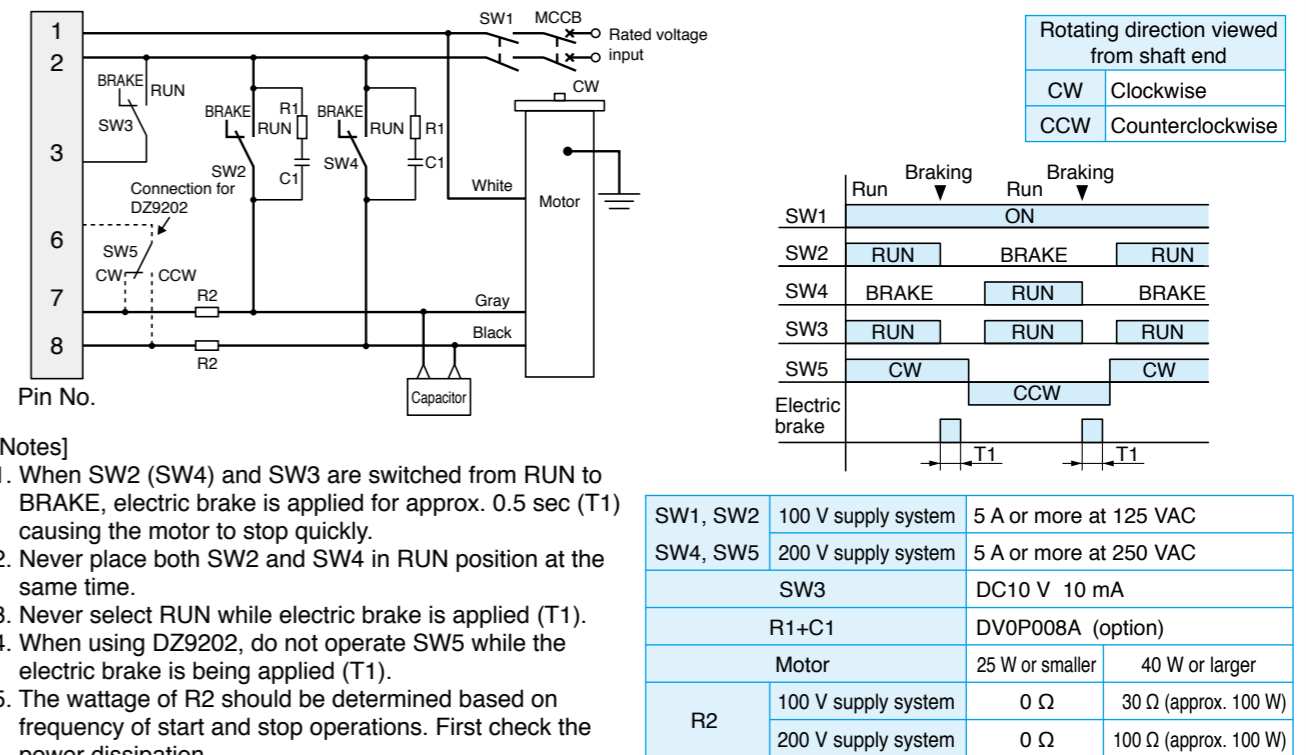 1
2
3
6
7
8
Pin No.
SW1 MCCB
Rated voltage
input
BRAKE RUN
SW3
BRAKE RUN
SW2
R1
C1
BRAKE RUN
SW4
R1
C1
CW
Motor
White
Gray
Black
Connection for
DZ9202
SW5
CW CCW
R2
R2
Capacitor
Rotating direction viewed
from shaft end
CW Clockwise
CCW Counterclockwise
Run Braking Run Braking
SW1 ON
SW2 RUN BRAKE RUN
SW4 BRAKE RUN BRAKE
SW3 RUN RUN RUN
SW5 CW CCW CW
Electric
brake
T1 T1
Notes]
1. When SW2 (SW4) and SW3 are switched from RUN to
BRAKE, electric brake is applied for approx. 0.5 sec (T1)
causing the motor to stop quickly.
2. Never place both SW2 and SW4 in RUN position at the
same time.
3. Never select RUN while electric brake is applied (T1).
4. When using DZ9202, do not operate SW5 while the
electric brake is being applied (T1).
5. The wattage of R2 should be determined based on
frequency of start and stop operations. First check the
power dissipation
SW1, SW2 100 V supply system 5 A or more at 125 VAC
SW4, SW5 200 V supply system 5 A or more at 250 VAC
SW3 DC10 V 10 mA
R1+C1 DV0P008A (option)
Motor 25 W or smaller 40 W or larger
R2 100 V supply system 0 Ω 30 Ω (approx. 100 W)
200 V supply system 0 Ω 100 Ω (approx. 100 W)